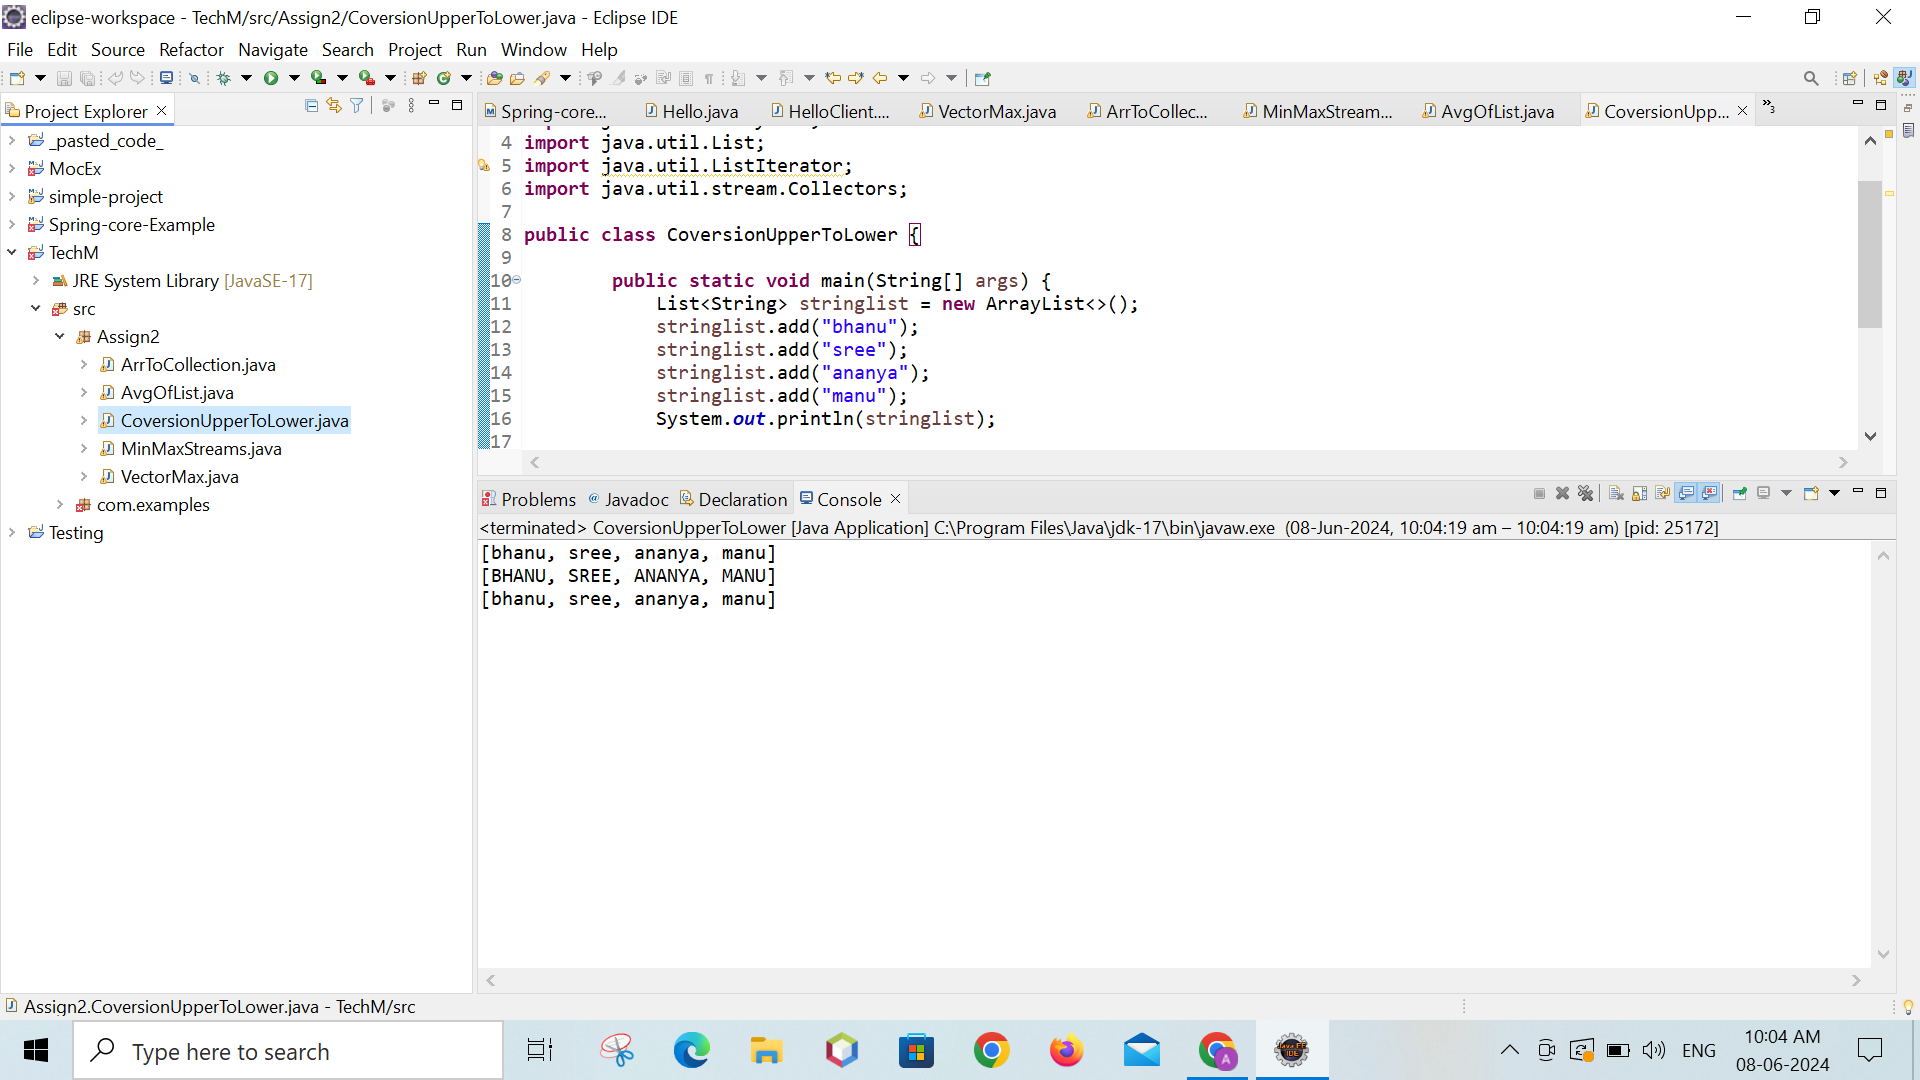 eclipse-workspace - TechM/src/Assign2/CoversionUpperToLower.java - Eclipse IDE
File Edit Source Refactor Navigate Search Project Run Window Help
Project Explorer
_pasted_code_
MocEx
simple-project
Spring-core-Example
TechM
JRE System Library [JavaSE-17]
src
Assign2
ArrToCollection.java
AvgOfList.java
CoversionUpperToLower.java
MinMaxStreams.java
VectorMax.java
com.examples
Testing
Spring-core... Hello.java HelloClient.... VectorMax.java ArrToCollec... MinMaxStream... AvgOfList.java CoversionUpp... »3
4 import java.util.List;
5 import java.util.ListIterator;
6 import java.util.stream.Collectors;
7
8 public class CoversionUpperToLower {
9
10 public static void main(String[] args) {
11 List<String> stringlist = new ArrayList<>();
12 stringlist.add("bhanu");
13 stringlist.add("sree");
14 stringlist.add("ananya");
15 stringlist.add("manu");
16 System.out.println(stringlist);
17
Problems Javadoc Declaration Console
<terminated> CoversionUpperToLower [Java Application] C:\Program Files\Java\jdk-17\bin\javaw.exe (08-Jun-2024, 10:04:19 am – 10:04:19 am) [pid: 25172]
[bhanu, sree, ananya, manu]
[BHANU, SREE, ANANYA, MANU]
[bhanu, sree, ananya, manu]
Assign2.CoversionUpperToLower.java - TechM/src
Type here to search
ENG
10:04 AM
08-06-2024